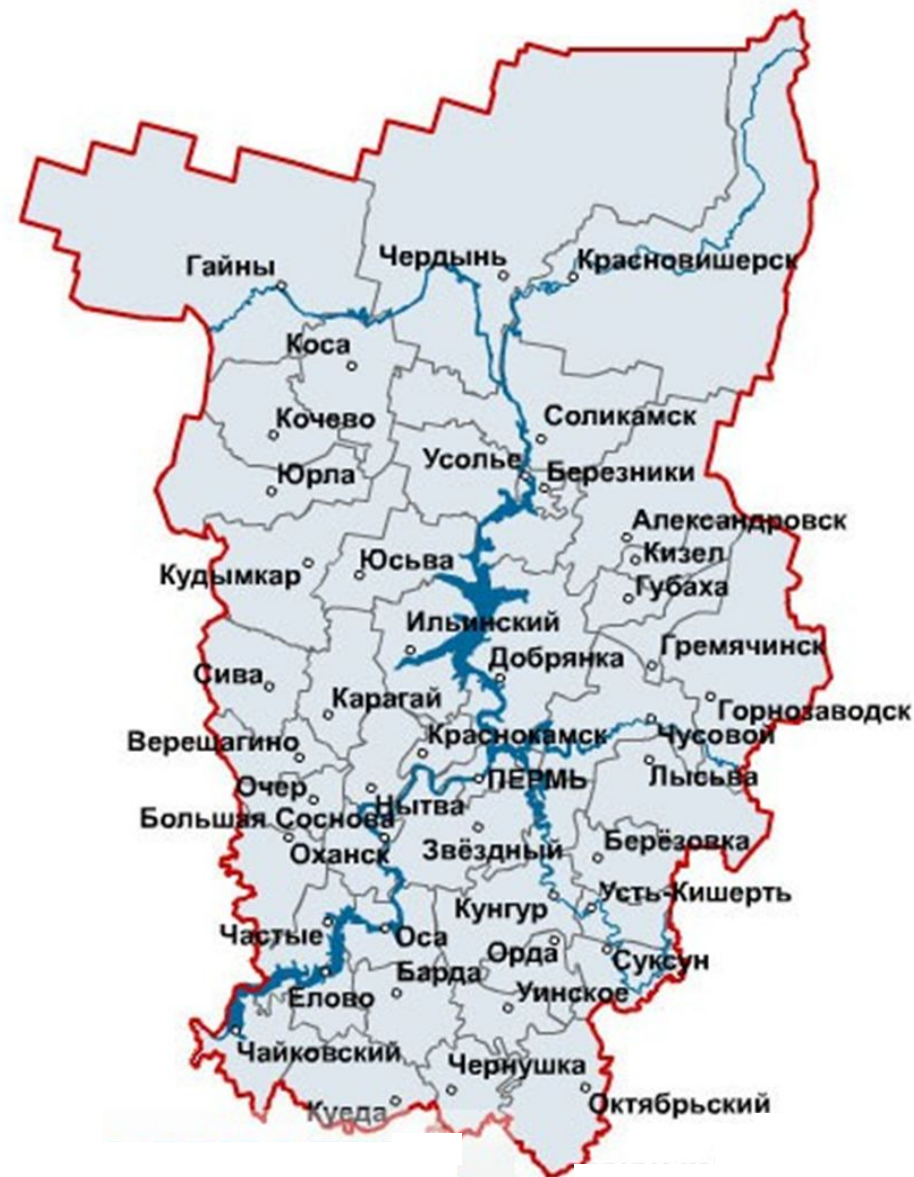 Чердынь
Красновишерск
Гайны
Коса
Кочево
Соликамск
Усолье
Юрла
Березники
Александровск
Кизел
Юсьва
Кудымкар
Губаха
Ильинский
Гремячинск
Добрянка
Сива
Карагай
Горнозаводск
Краснокамск
Чусовой
Верещагино
ПЕРМЬ
Лысьва
Очер
Нытва
Большая Соснова
Звёздный
Берёзовка
Оханск
Усть-Кишерть
Кунгур
Частые
Оса
Орда
Суксун
Барда
Уинское
Елово
Чайковский
Чернушка
Куеда
Октябрьский